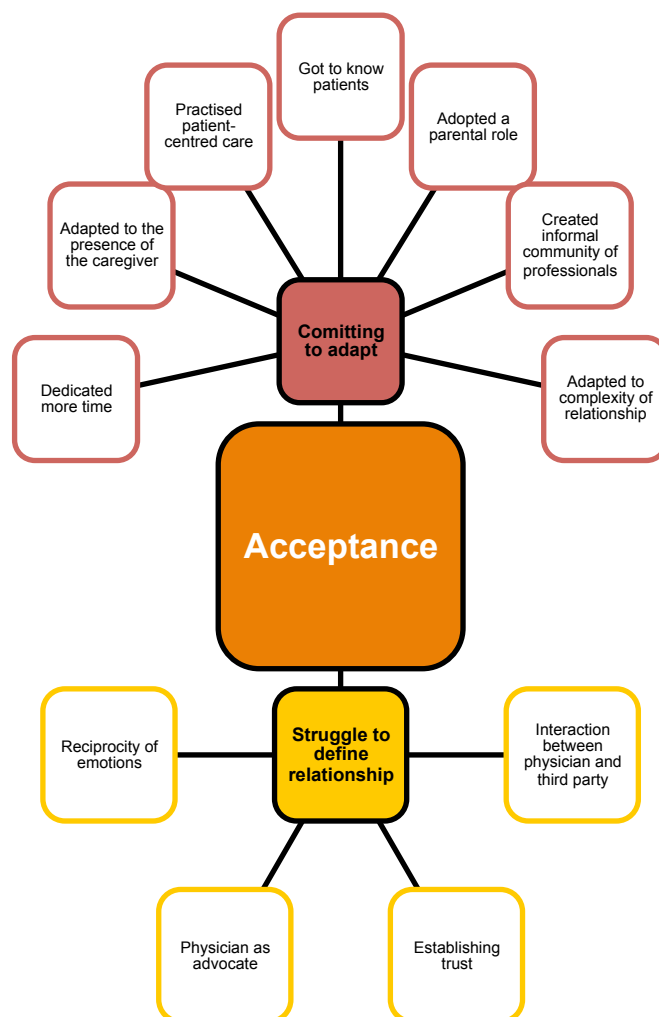 Got to know
patients
Practised
patient-
centred care
Adopted a
parental role
Adapted to the
presence of
the caregiver
Created
informal
community of
professionals
Dedicated
more time
Comitting
to adapt
Adapted to
complexity of
relationship
Acceptance
Reciprocity of
emotions
Struggle to
define
relationship
Interaction
between
physician and
third party
Physician as
advocate
Establishing
trust